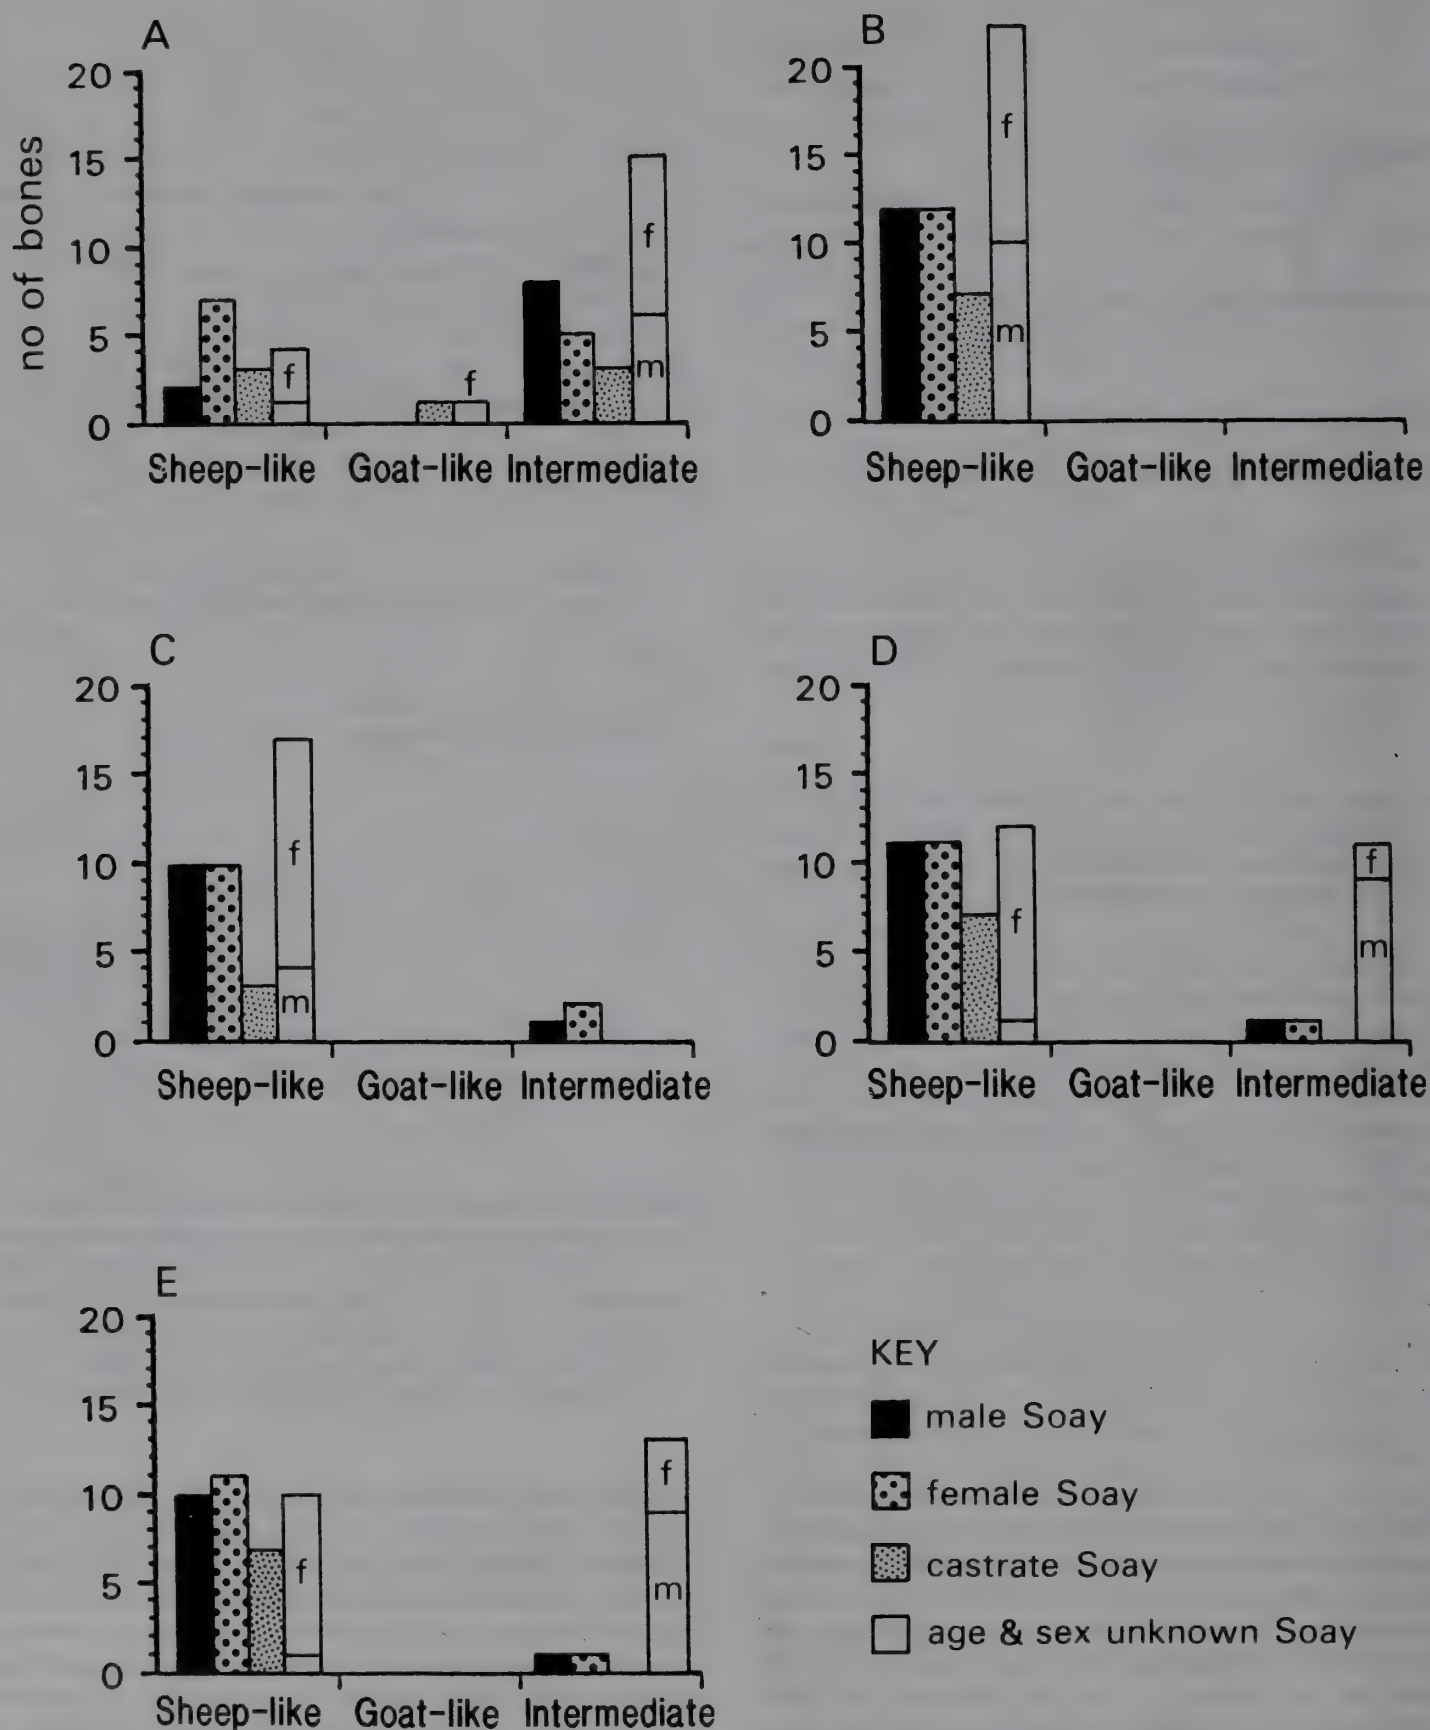 A
no of bones
20
15
10
5
0
f
f
f
m
Sheep-like Goat-like Intermediate
B
20
15
10
5
0
f
m
Sheep-like Goat-like Intermediate
C
20
15
10
5
0
f
m
Sheep-like Goat-like Intermediate
D
20
15
10
5
0
f
f
m
Sheep-like Goat-like Intermediate
E
20
15
10
5
0
f
f
m
Sheep-like Goat-like Intermediate
KEY
male Soay
female Soay
castrate Soay
age & sex unknown Soay